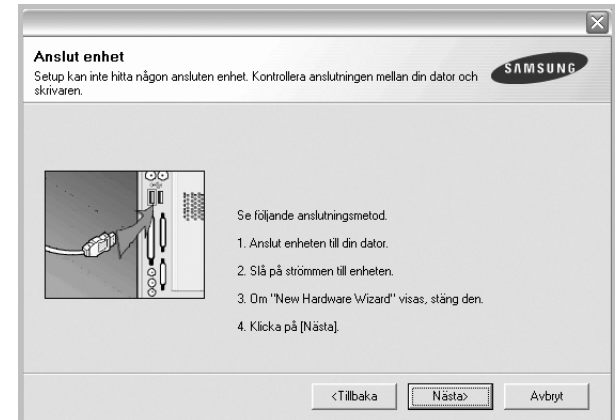 Anslut enhet
Setup kan inte hitta någon ansluten enhet. Kontrollera anslutningen mellan din dator och
skrivaren.
SAMSUNG
Se följande anslutningsmetod.
1. Anslut enheten till din dator.
2. Slå på strömmen till enheten.
3. Om "New Hardware Wizard" visas, stäng den.
4. Klicka på [Nästa].
<Tillbaka
Nästa>
Avbryt